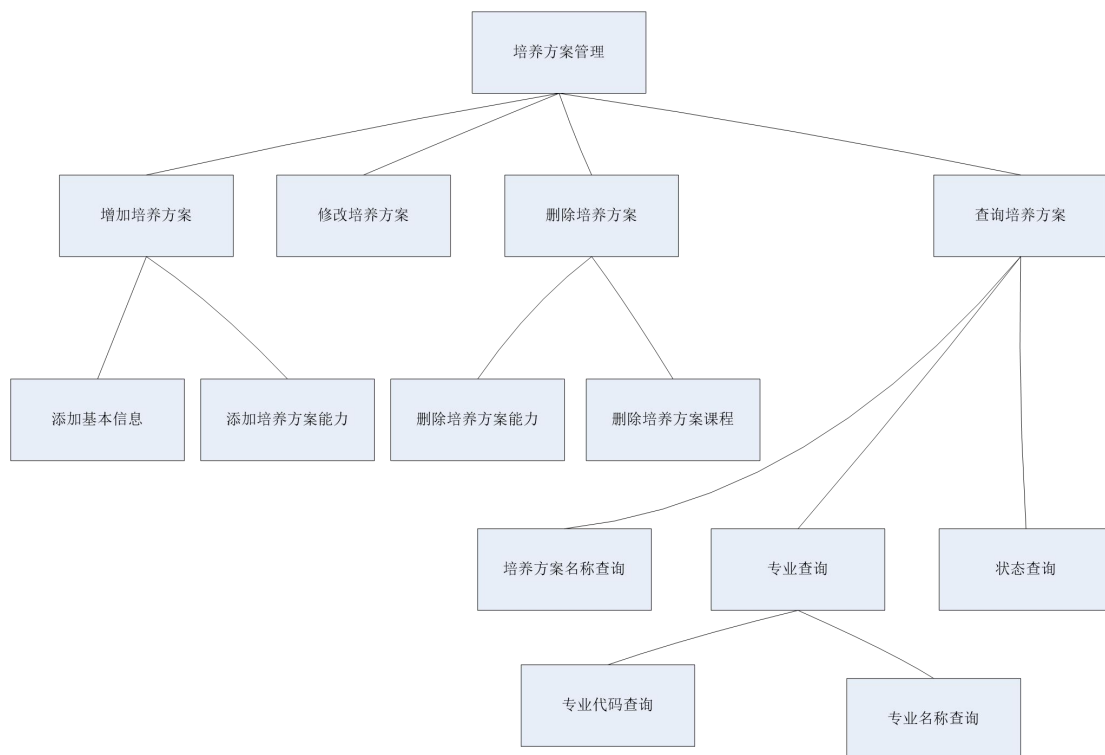 培养方案管理
增加培养方案
修改培养方案
删除培养方案
查询培养方案
添加基本信息
添加培养方案能力
删除培养方案能力
删除培养方案课程
培养方案名称查询
专业查询
状态查询
专业代码查询
专业名称查询